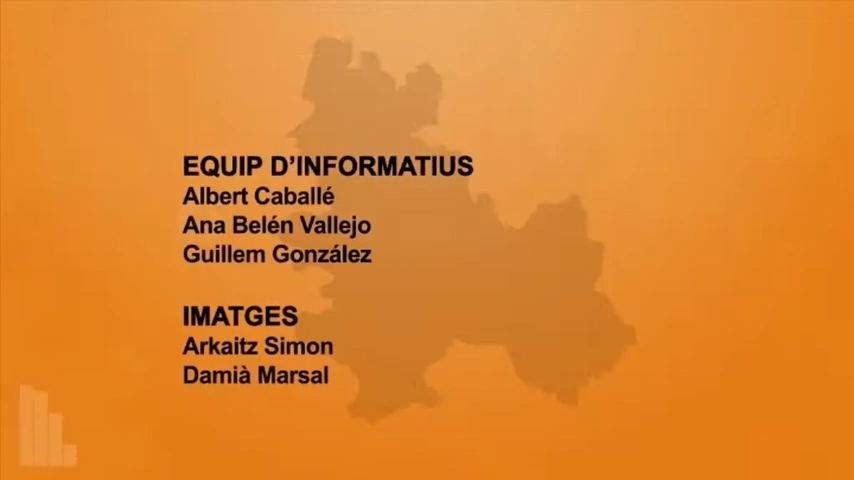 EQUIP D’INFORMATIUS
Albert Caballé
Ana Belén Vallejo
Guillem González
IMATGES
Arkaitz Simon
Damià Marsal